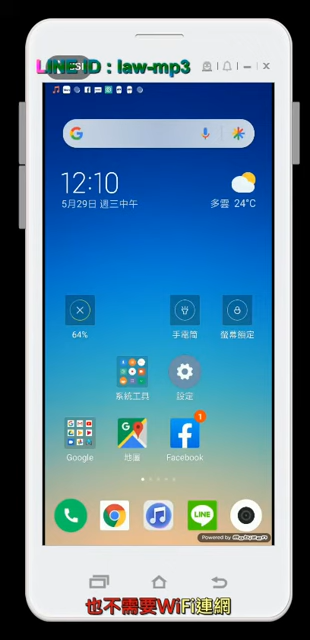 LINE ID：law-mp3
12:10
5月29日 週三中午
多雲 24°C
64%
手電筒
螢幕鎖定
系統工具
設定
1
Google
地圖
Facebook
LINE
Powered by
也不需要WiFi連網